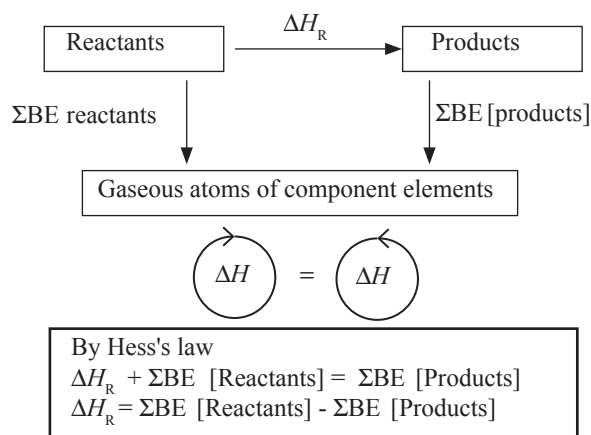 ΔH_R
Reactants Products
ΣBE reactants ΣBE [products]
Gaseous atoms of component elements
ΔH = ΔH
By Hess's law
ΔH_R + ΣBE [Reactants] = ΣBE [Products]
ΔH_R = ΣBE [Reactants] - ΣBE [Products]